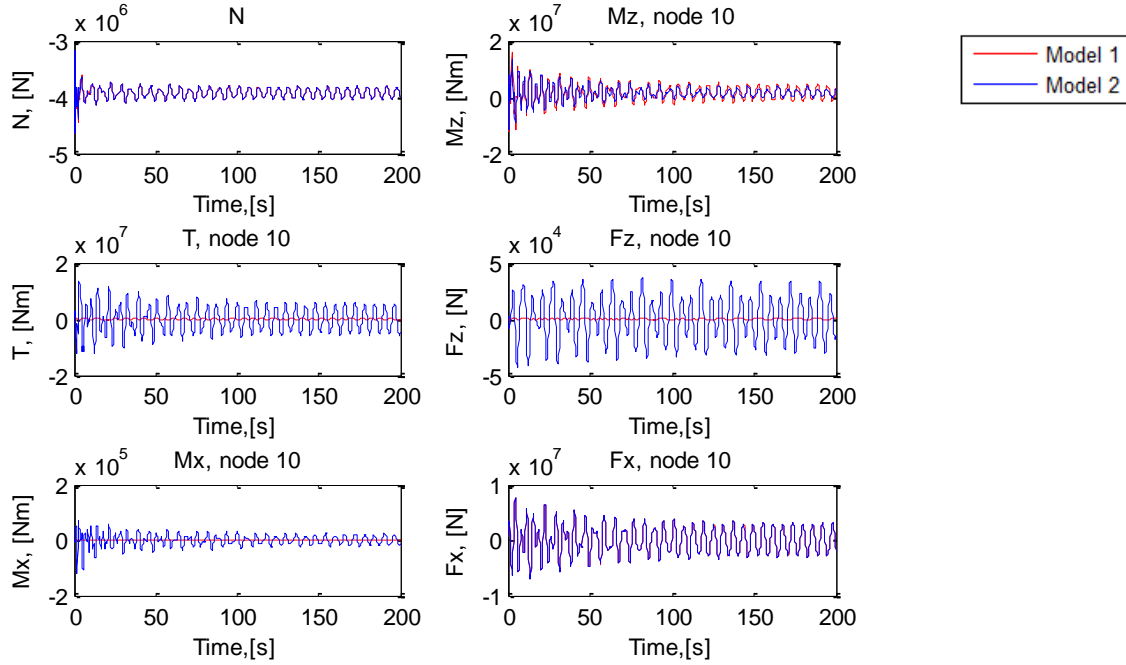 x 10^6
N
N, [N]
-3
-4
-5
0
50
100
150
200
Time,[s]
x 10^7
Mz, node 10
Mz, [Nm]
2
0
-2
0
50
100
150
200
Time,[s]
Model 1
Model 2
x 10^7
T, node 10
T, [Nm]
2
0
-2
0
50
100
150
200
Time,[s]
x 10^4
Fz, node 10
Fz, [N]
5
0
-5
0
50
100
150
200
Time,[s]
x 10^5
Mx, node 10
Mx, [Nm]
2
0
-2
0
50
100
150
200
Time,[s]
x 10^7
Fx, node 10
Fx, [N]
1
0
-1
0
50
100
150
200
Time,[s]